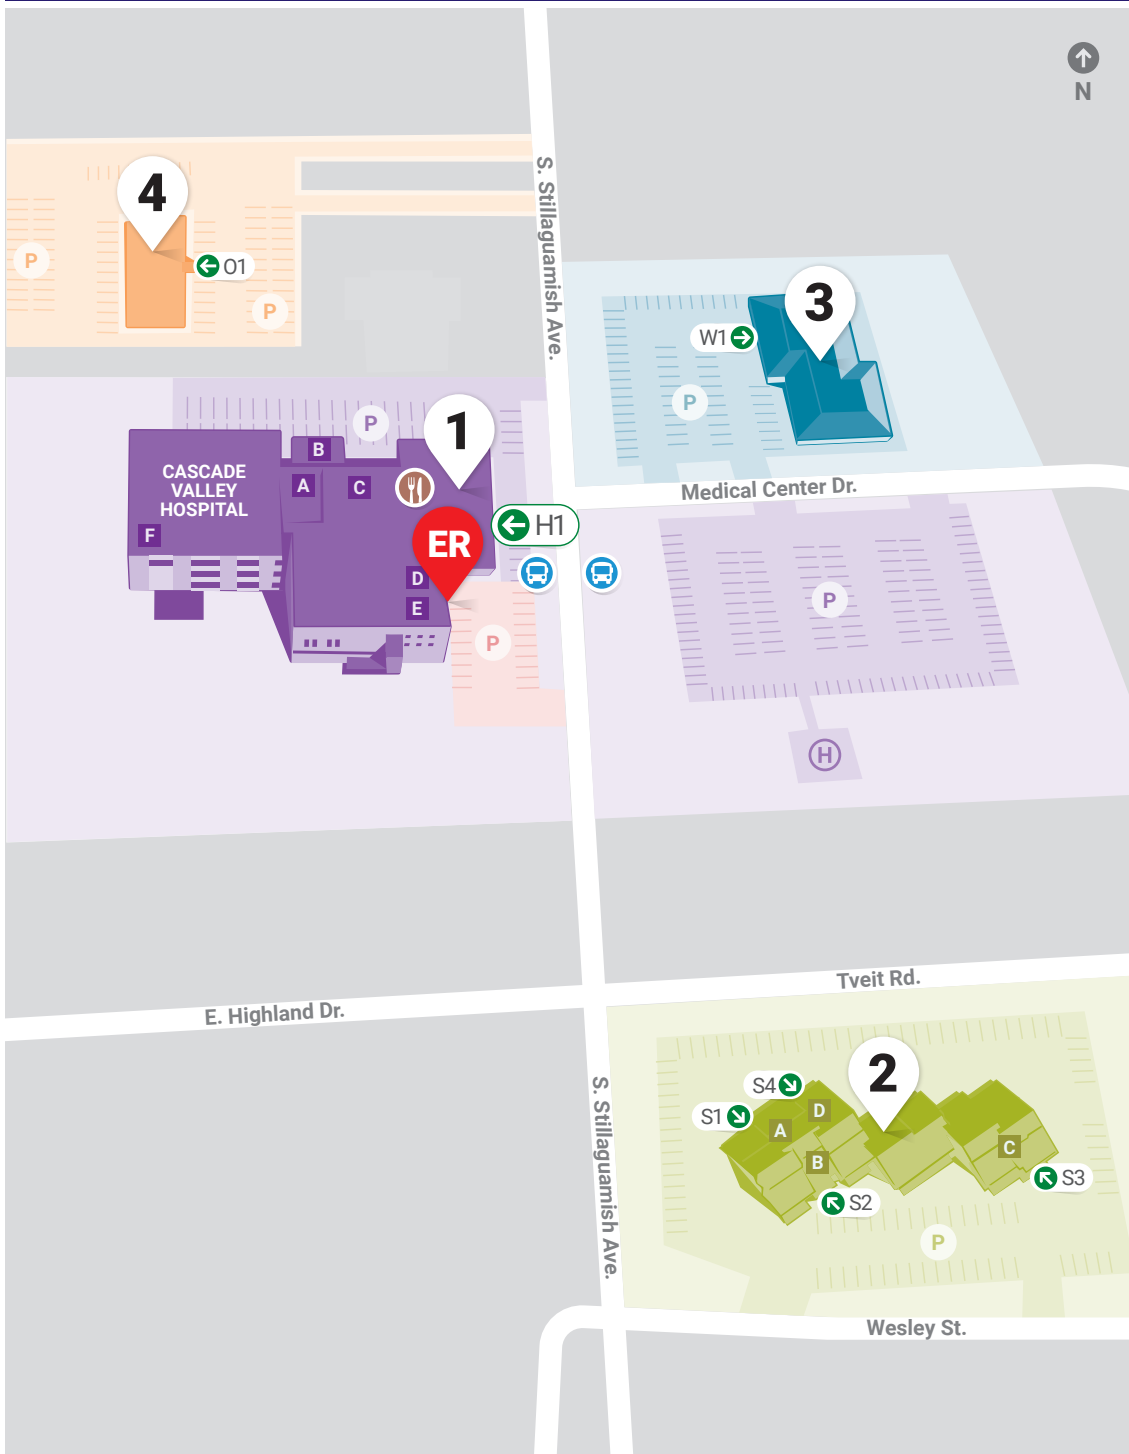 N
S. Stillaguamish Ave.
4
P
O1
P
3
W1
P
1
P
B
CASCADE
VALLEY
HOSPITAL
A
C
Medical Center Dr.
F
H1
ER
D
E
P
P
H
Tveit Rd.
E. Highland Dr.
S. Stillaguamish Ave.
2
S4
S1
D
A
B
C
S3
S2
P
Wesley St.